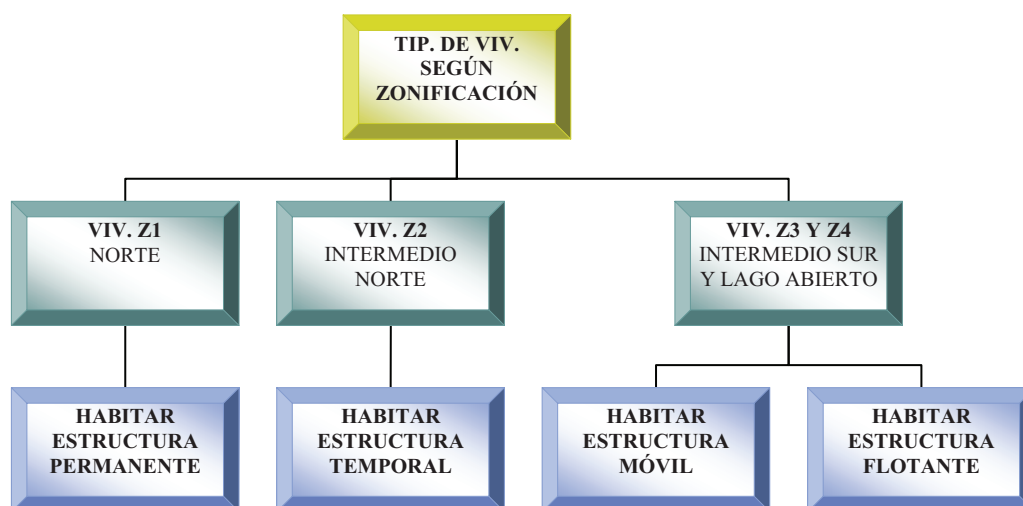 TIP. DE VIV.
SEGÚN
ZONIFICACIÓN
VIV. Z1
NORTE
VIV. Z2
INTERMEDIO
NORTE
VIV. Z3 Y Z4
INTERMEDIO SUR
Y LAGO ABIERTO
HABITAR
ESTRUCTURA
PERMANENTE
HABITAR
ESTRUCTURA
TEMPORAL
HABITAR
ESTRUCTURA
MÓVIL
HABITAR
ESTRUCTURA
FLOTANTE